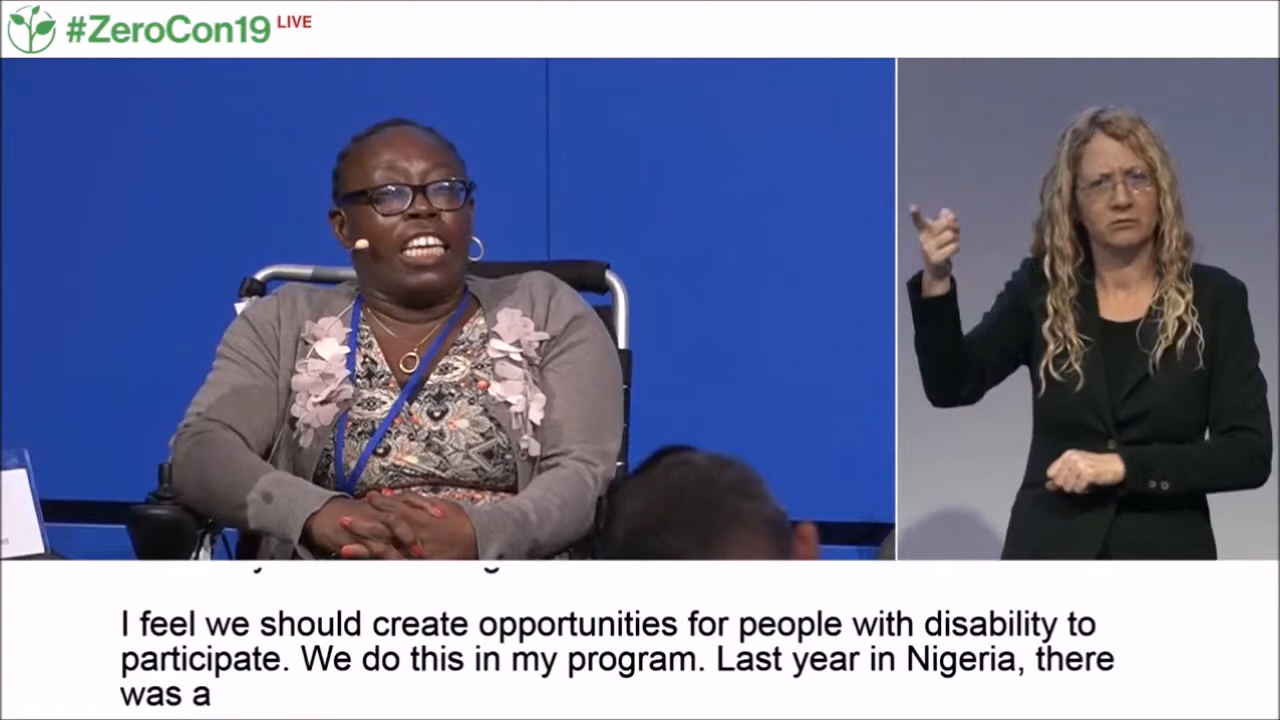 #ZeroCon19 LIVE
I feel we should create opportunities for people with disability to
participate. We do this in my program. Last year in Nigeria, there
was a